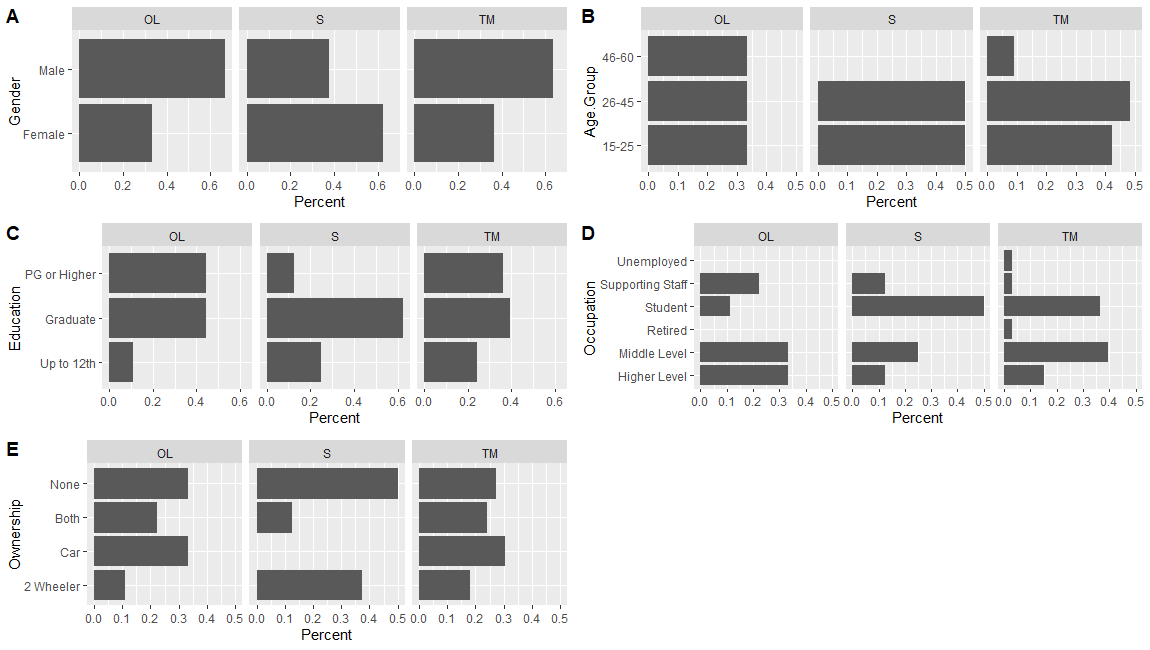 A
OL S TM
Gender
Male
Female
0.0 0.2 0.4 0.6 0.0 0.2 0.4 0.6 0.0 0.2 0.4 0.6
Percent
B
OL S TM
Age.Group
46-60
26-45
15-25
0.0 0.1 0.2 0.3 0.4 0.5 0.0 0.1 0.2 0.3 0.4 0.5 0.0 0.1 0.2 0.3 0.4 0.5
Percent
C
OL S TM
Education
PG or Higher
Graduate
Up to 12th
0.0 0.2 0.4 0.6 0.0 0.2 0.4 0.6 0.0 0.2 0.4 0.6
Percent
D
OL S TM
Occupation
Unemployed
Supporting Staff
Student
Retired
Middle Level
Higher Level
0.0 0.1 0.2 0.3 0.4 0.5 0.0 0.1 0.2 0.3 0.4 0.5 0.0 0.1 0.2 0.3 0.4 0.5
Percent
E
OL S TM
Ownership
None
Both
Car
2 Wheeler
0.0 0.1 0.2 0.3 0.4 0.5 0.0 0.1 0.2 0.3 0.4 0.5 0.0 0.1 0.2 0.3 0.4 0.5
Percent